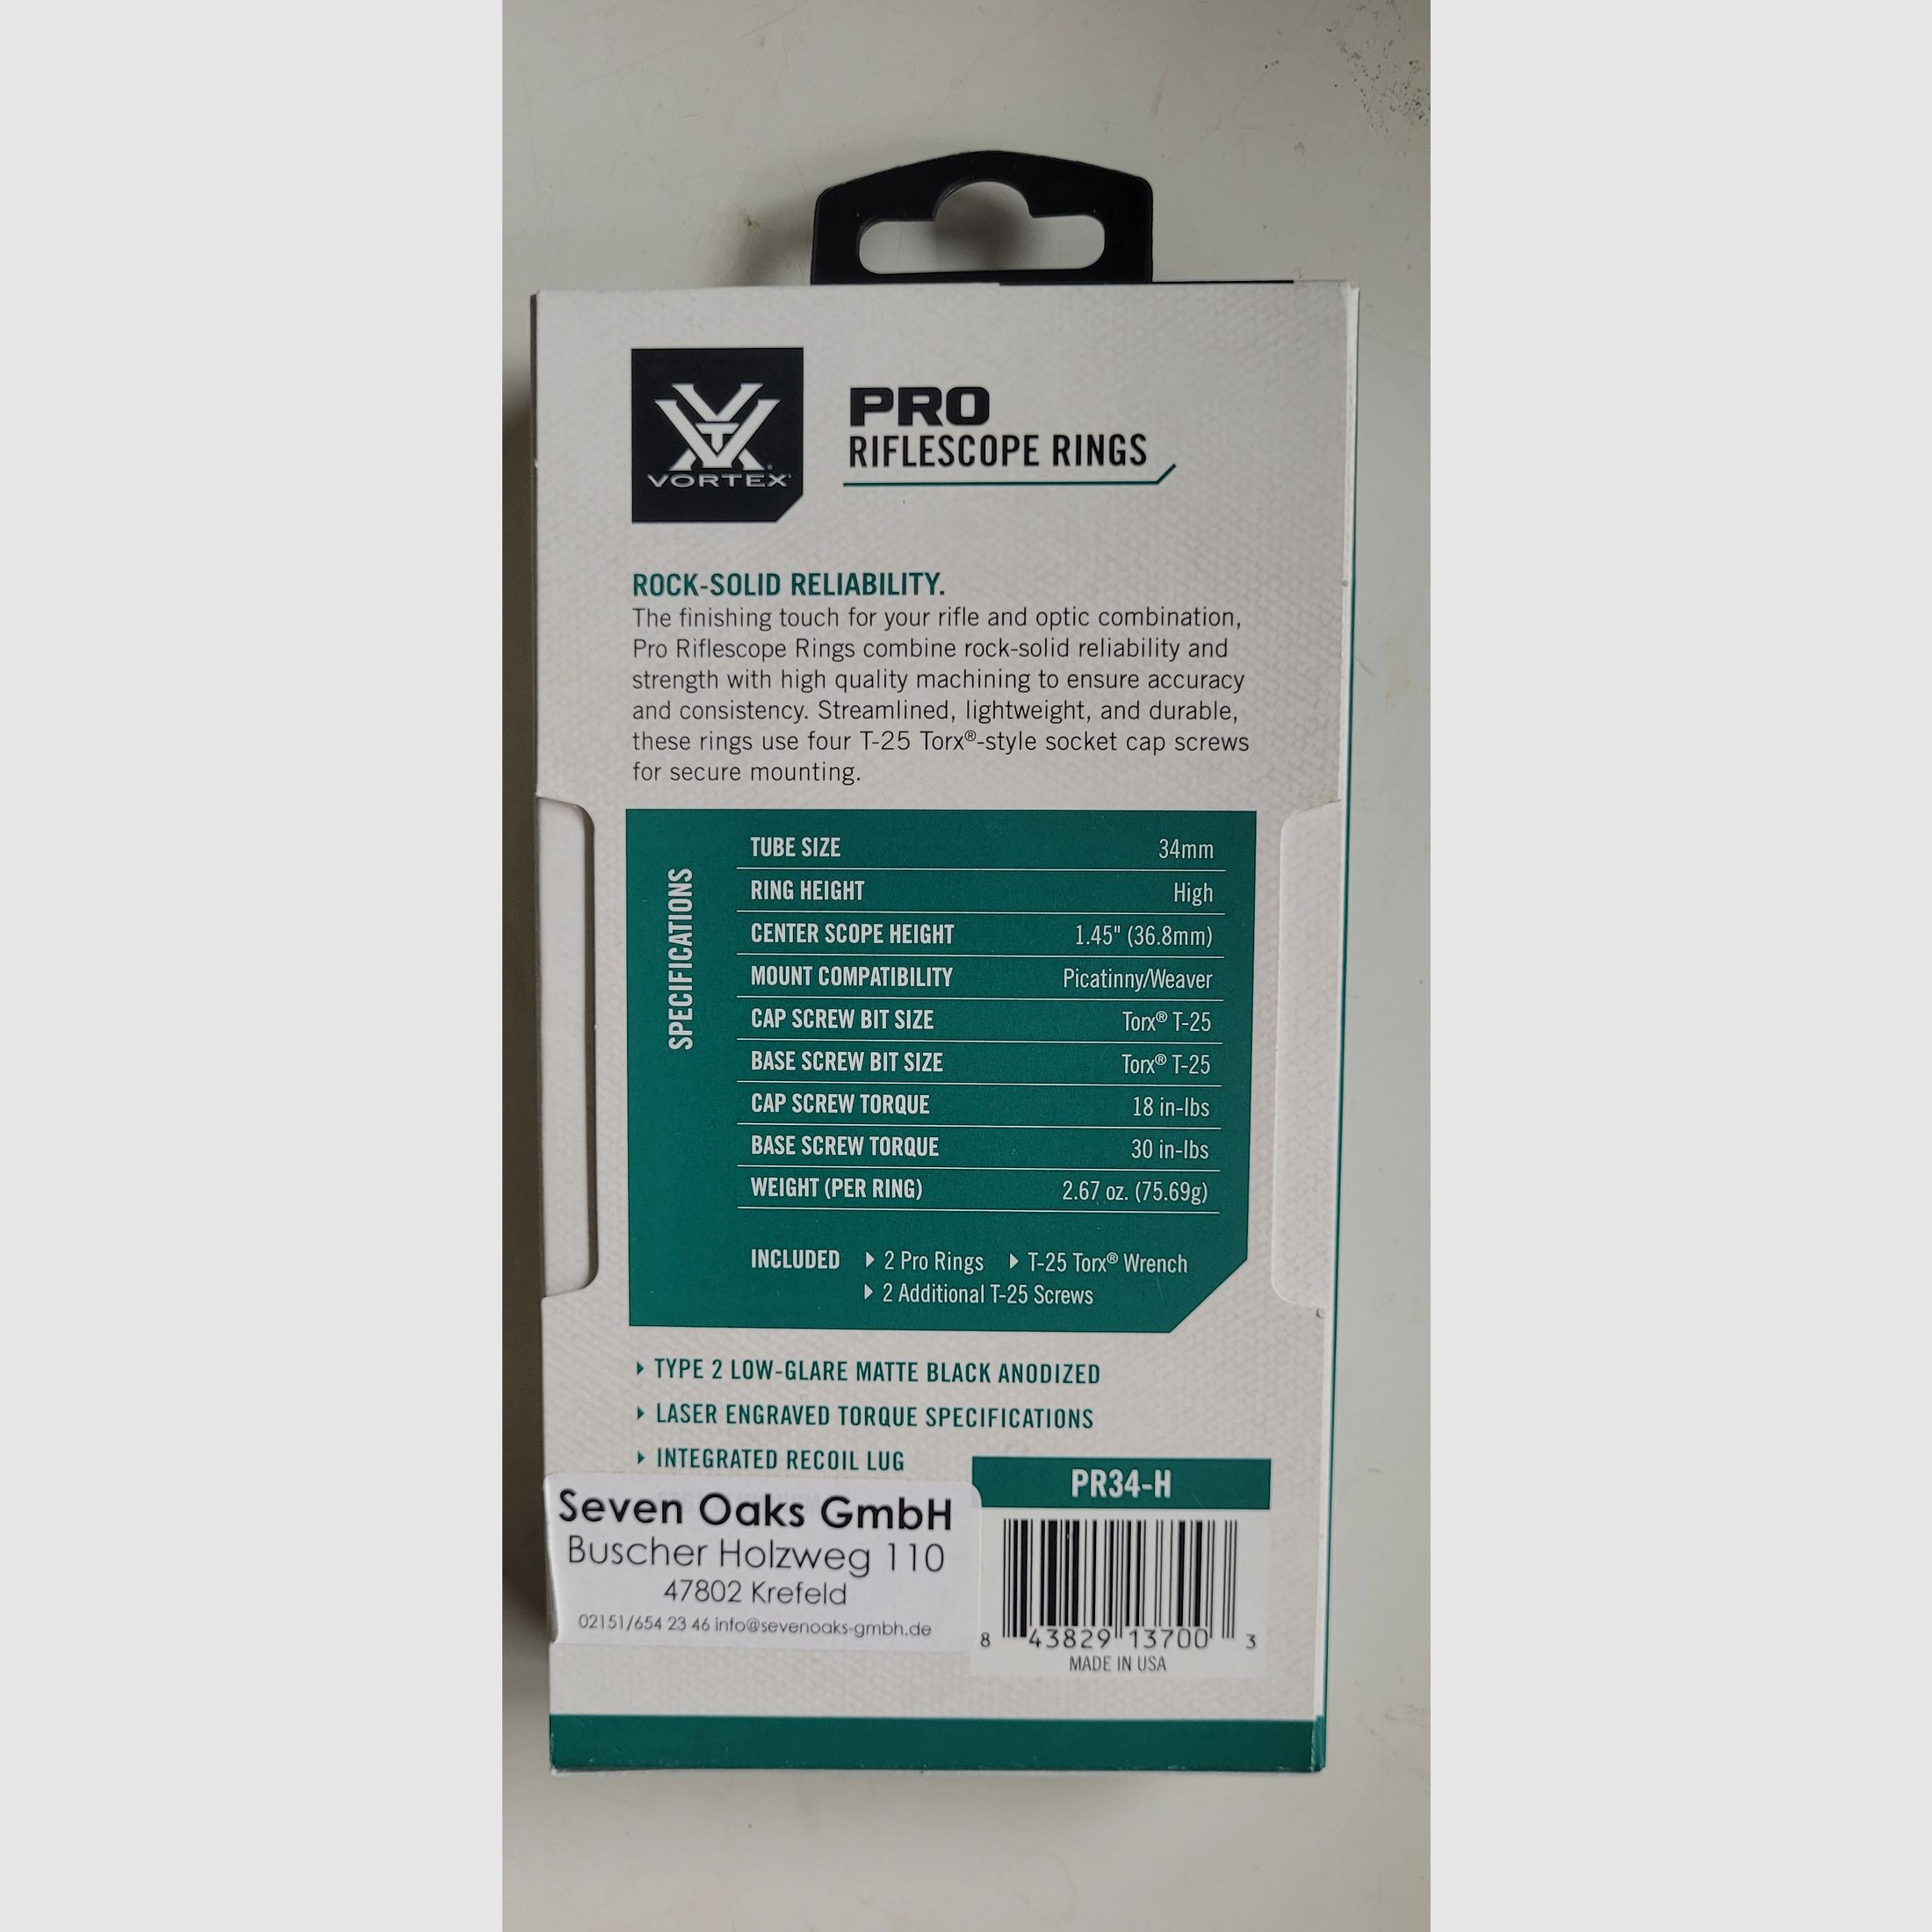 VORTEX®
PRO
RIFLESCOPE RINGS
ROCK-SOLID RELIABILITY.
The finishing touch for your rifle and optic combination,
Pro Riflescope Rings combine rock-solid reliability and
strength with high quality machining to ensure accuracy
and consistency. Streamlined, lightweight, and durable,
these rings use four T-25 Torx®-style socket cap screws
for secure mounting.
SPECIFICATIONS
TUBE SIZE 34mm
RING HEIGHT High
CENTER SCOPE HEIGHT 1.45" (36.8mm)
MOUNT COMPATIBILITY Picatinny/Weaver
CAP SCREW BIT SIZE Torx® T-25
BASE SCREW BIT SIZE Torx® T-25
CAP SCREW TORQUE 18 in-lbs
BASE SCREW TORQUE 30 in-lbs
WEIGHT (PER RING) 2.67 oz. (75.69g)
INCLUDED 2 Pro Rings T-25 Torx® Wrench
2 Additional T-25 Screws
TYPE 2 LOW-GLARE MATTE BLACK ANODIZED
LASER ENGRAVED TORQUE SPECIFICATIONS
INTEGRATED RECOIL LUG
PR34-H
Seven Oaks GmbH
Buscher Holzweg 110
47802 Krefeld
02151/654 23 46 info@sevenoaks-gmbh.de
8 43829 13700 3
MADE IN USA